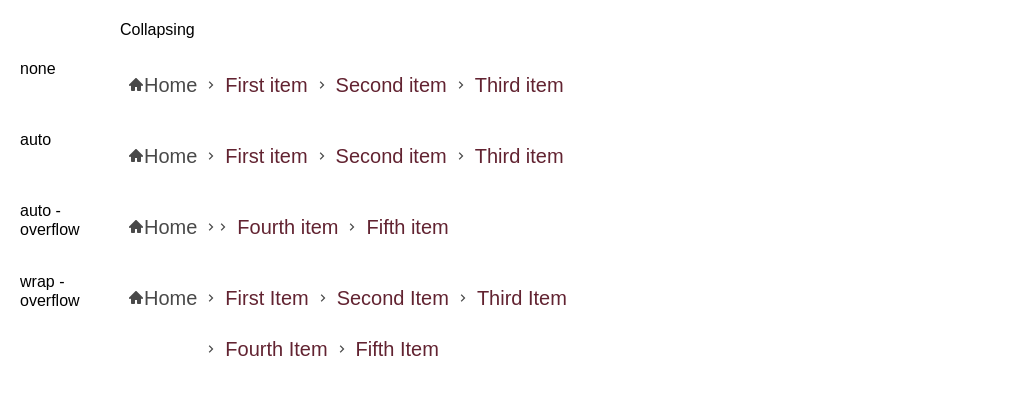 Collapsing
none
Home › First item › Second item › Third item
auto
Home › First item › Second item › Third item
auto -
overflow
Home › › Fourth item › Fifth item
wrap -
overflow
Home › First Item › Second Item › Third Item
› Fourth Item › Fifth Item